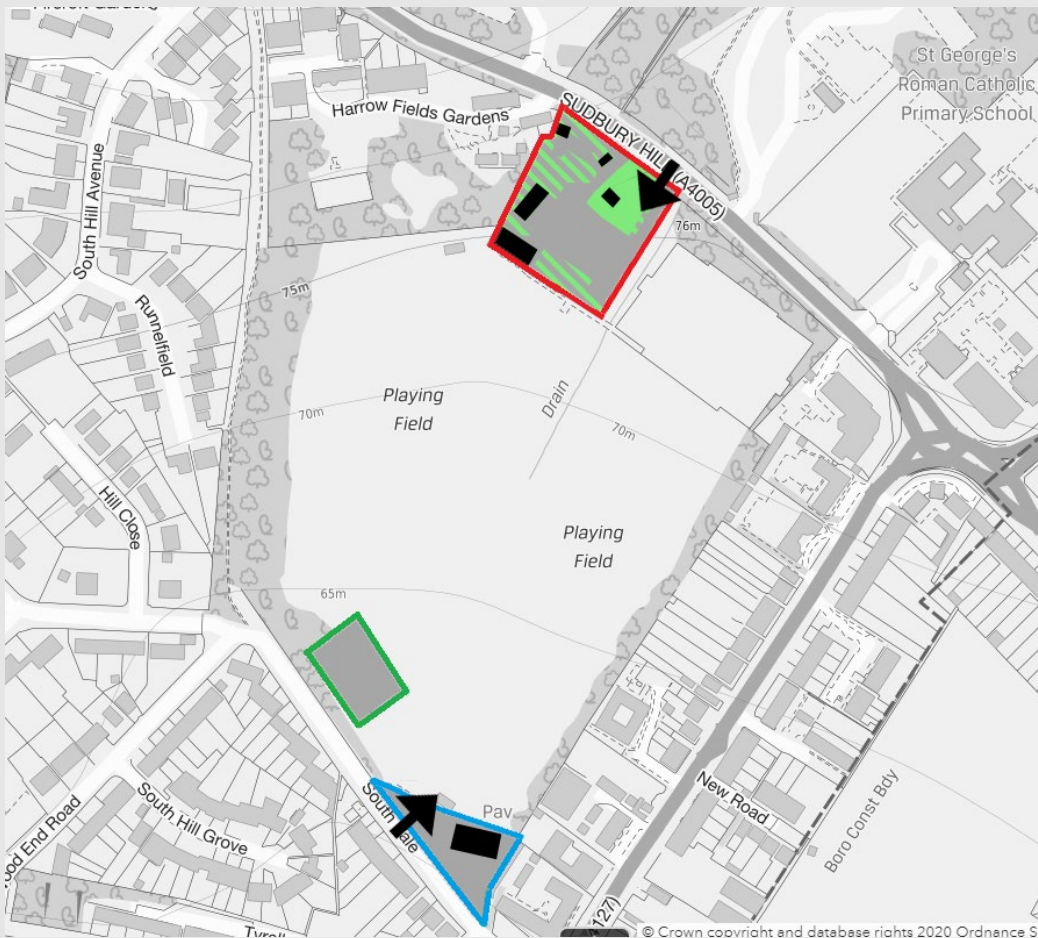 St George's
Roman Catholic
Primary School
Harrow Fields Gardens
SUDBURY HILL (A4005)
South Hill Avenue
76m
75m
Runnelfield
Playing
Field
70m
Drain
70m
Hill Close
Playing
Field
65m
New Road
Pav
South
South Hill Grove
End Road
Boro Const Bdy
© Crown copyright and database rights 2020 Ordnance S